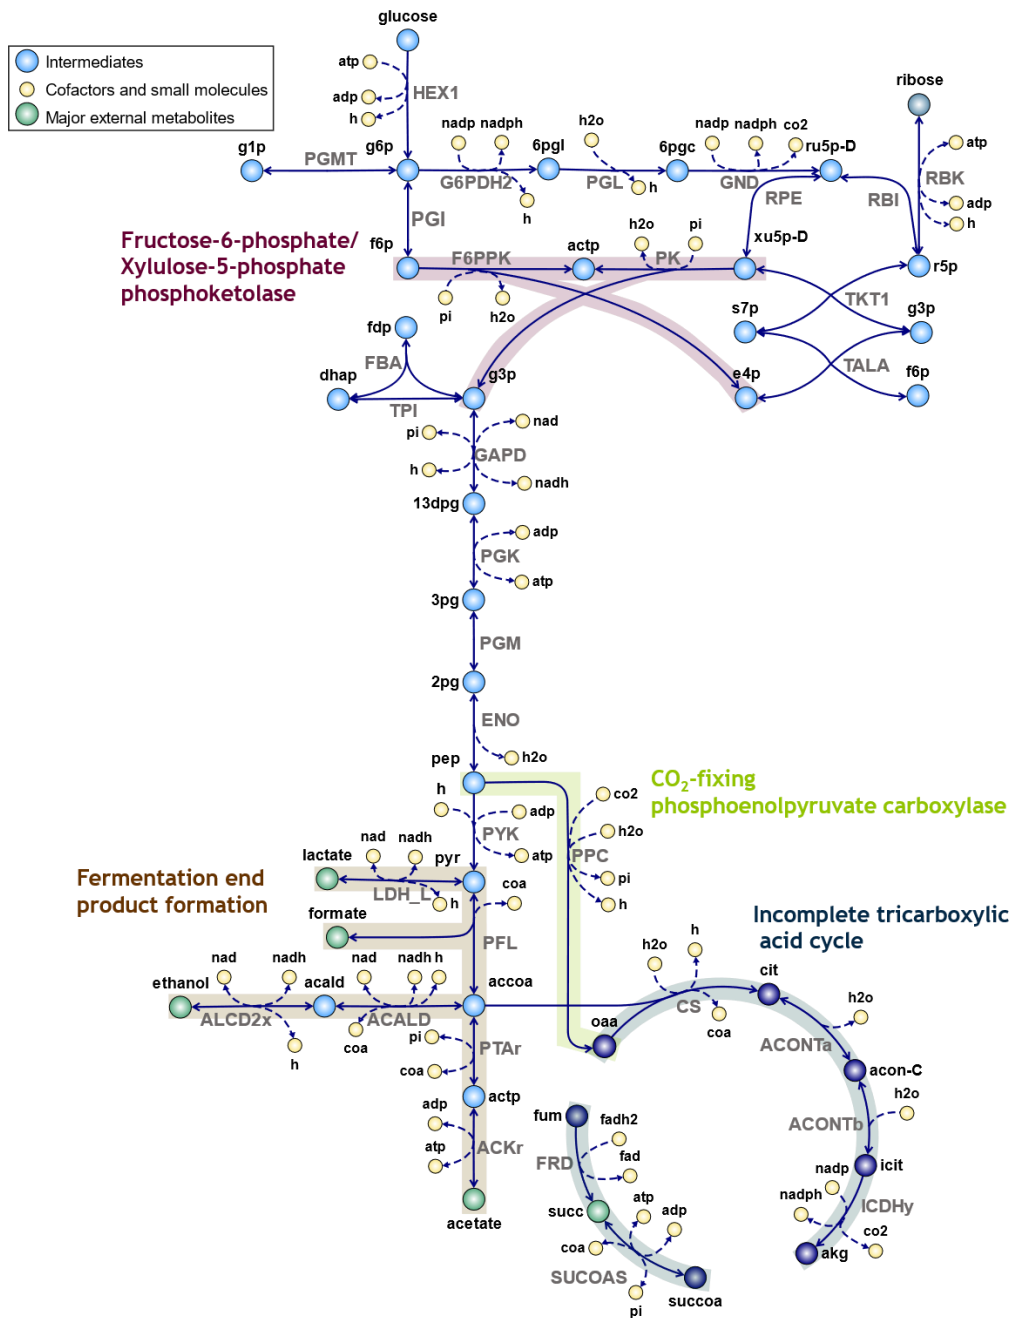 glucose
Intermediates
Cofactors and small molecules
Major external metabolites
atp
adp
h
HEX1
ribose
g1p
PGMT
g6p
nadp
nadph
G6PDH2
h
6pgl
h2o
PGL
h
6pgc
nadp
nadph
co2
GND
ru5p-D
RPE
RBI
RBK
atp
adp
h
PGI
Fructose-6-phosphate/
Xylulose-5-phosphate
phosphoketolase
f6p
F6PPK
pi
h2o
actp
h2o
pi
PK
xu5p-D
r5p
TKT1
s7p
g3p
TALA
e4p
f6p
fdp
FBA
dhap
TPI
g3p
pi
nad
GAPD
h
nadh
13dpg
adp
PGK
atp
3pg
PGM
2pg
ENO
h2o
pep
CO2-fixing
phosphoenolpyruvate carboxylase
h
adp
PYK
atp
co2
h2o
PPC
pi
h
Fermentation end
product formation
lactate
nad
nadh
LDH_L
h
pyr
coa
formate
PFL
Incomplete tricarboxylic
acid cycle
ethanol
nad
nadh
ALCD2x
h
acald
nad
nadh
h
ACALD
coa
accoa
h2o
h
CS
coa
cit
oaa
h2o
ACONTa
acon-C
pi
PTAr
coa
actp
adp
ACKr
atp
acetate
h2o
ACONTb
icit
nadp
nadph
ICDHy
co2
akg
fum
fadh2
FRD
fad
succ
atp
adp
coa
SUCOAS
pi
succoa